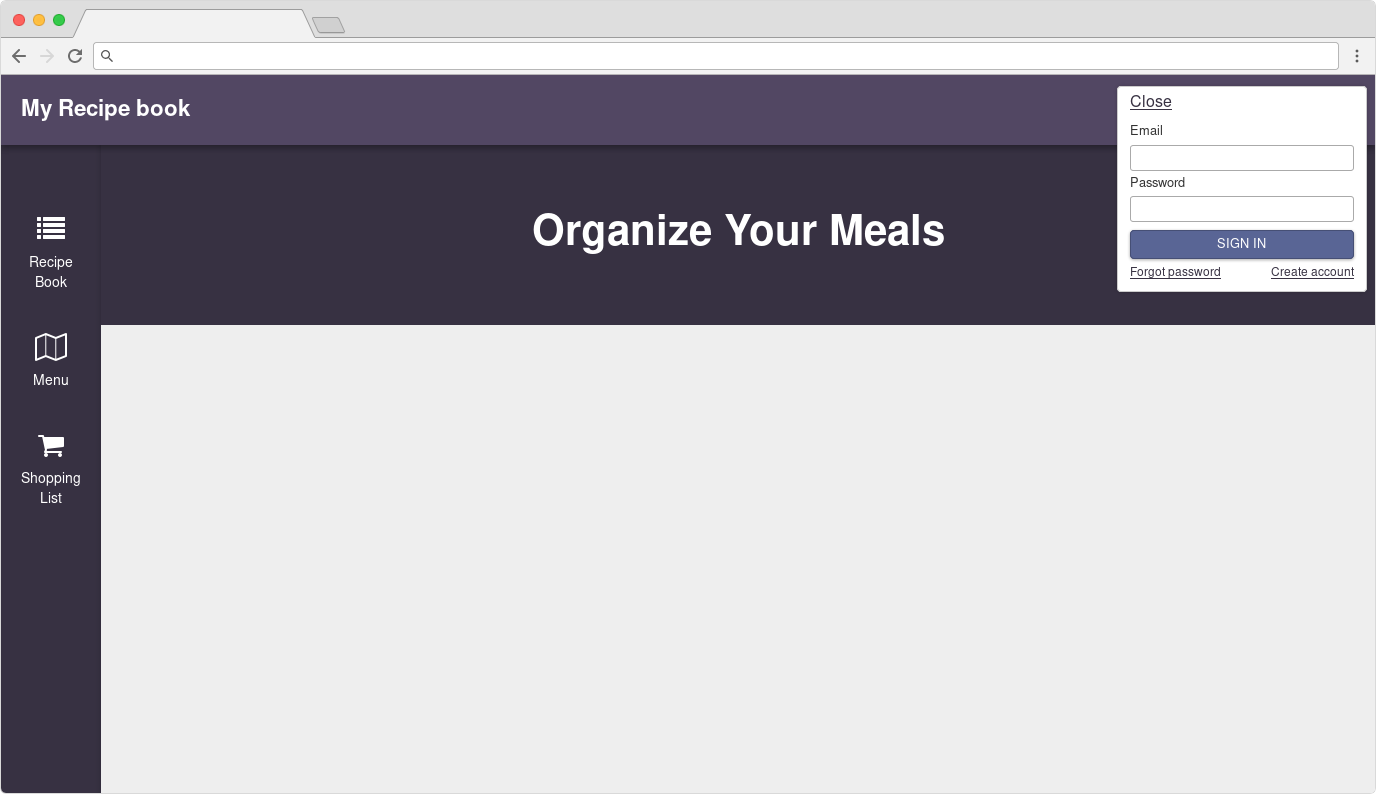 My Recipe book
Close
Email
Password
SIGN IN
Forgot password
Create account
Organize Your Meals
Recipe
Book
Menu
Shopping
List